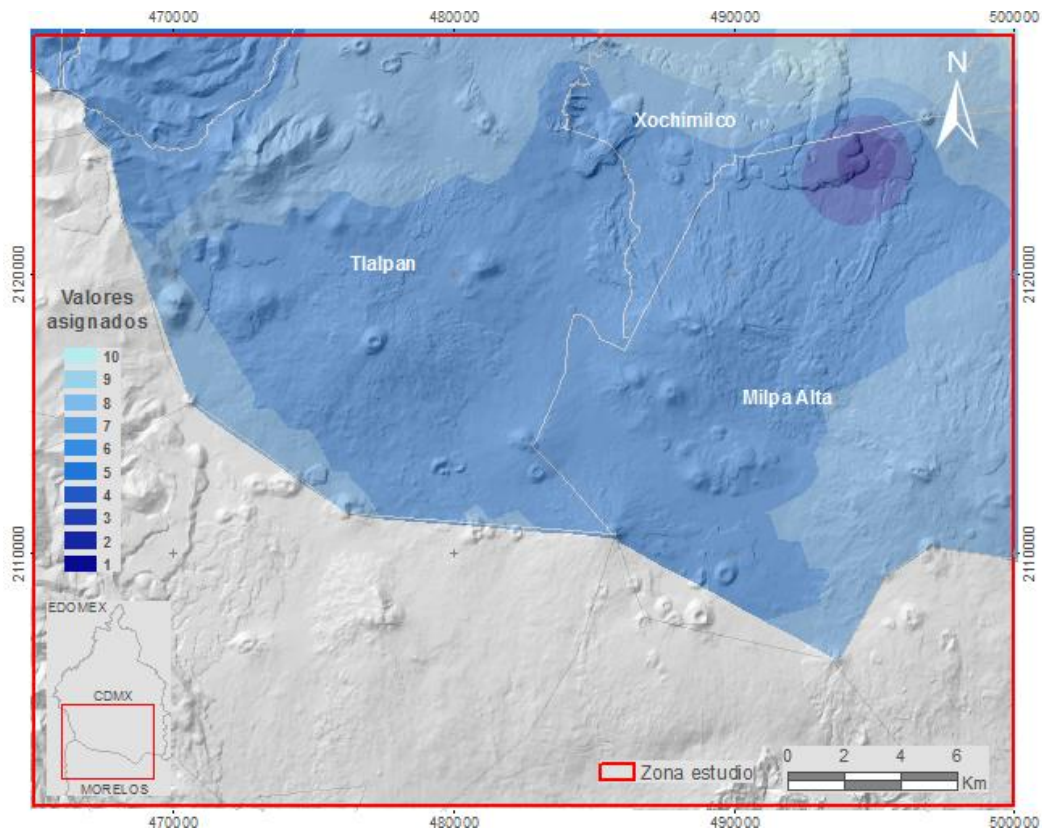 470000 480000 490000 500000
N
Xochimilco
Tlalpan
2120000
2120000
Valores
asignados
10
9
8
7
6
5
4
3
2
1
Milpa Alta
2110000
2110000
EDOMEX
CDMX
MORELOS
Zona estudio
0 2 4 6
Km
470000 480000 490000 500000